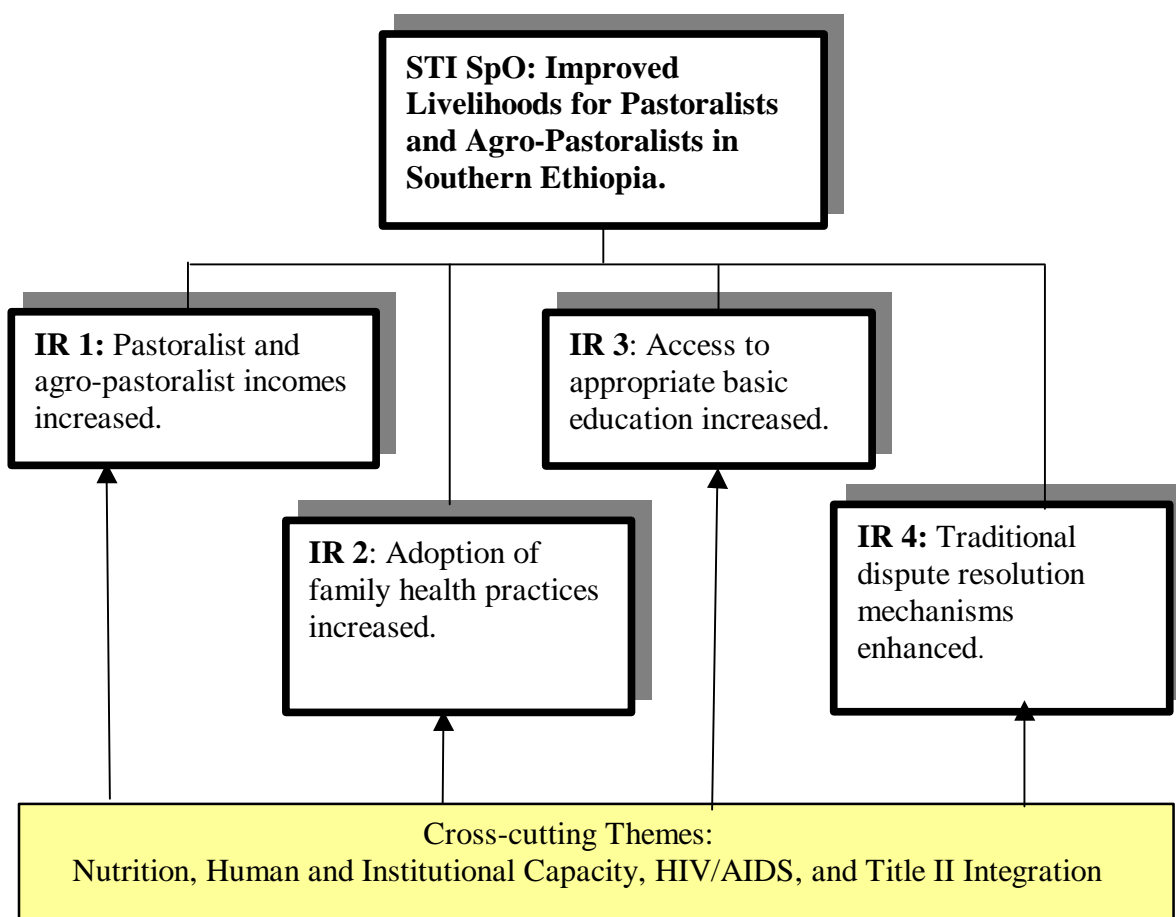 STI SpO: Improved
Livelihoods for Pastoralists
and Agro-Pastoralists in
Southern Ethiopia.
IR 1: Pastoralist and
agro-pastoralist incomes
increased.
IR 3: Access to
appropriate basic
education increased.
IR 2: Adoption of
family health practices
increased.
IR 4: Traditional
dispute resolution
mechanisms
enhanced.
Cross-cutting Themes:
Nutrition, Human and Institutional Capacity, HIV/AIDS, and Title II Integration